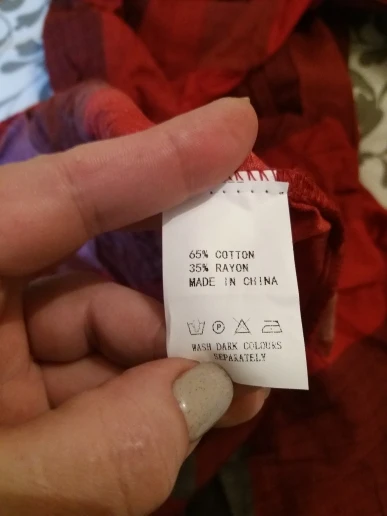 65% COTTON
35% RAYON
MADE IN CHINA
P
WASH DARK COLOURS
SEPARATELY